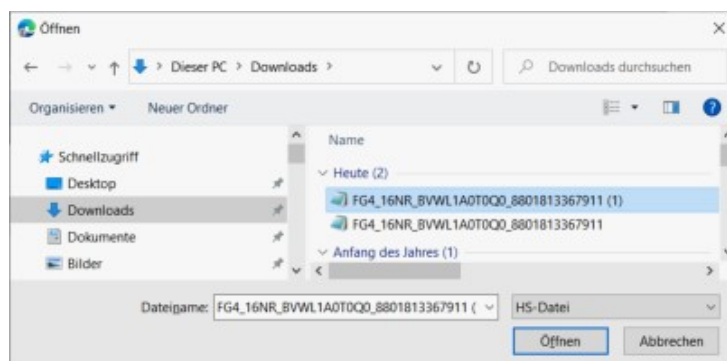 Öffnen
Dieser PC > Downloads >
Downloads durchsuchen
Organisieren
Neuer Ordner
Name
Schnellzugriff
Heute (2)
Desktop
FG4_16NR_BVWL1A0T0Q0_8801813367911 (1)
Downloads
FG4_16NR_BVWL1A0T0Q0_8801813367911
Dokumente
Anfang des Jahres (1)
Bilder
Dateiname: FG4_16NR_BVWL1A0T0Q0_8801813367911 (
HS-Datei
Öffnen
Abbrechen